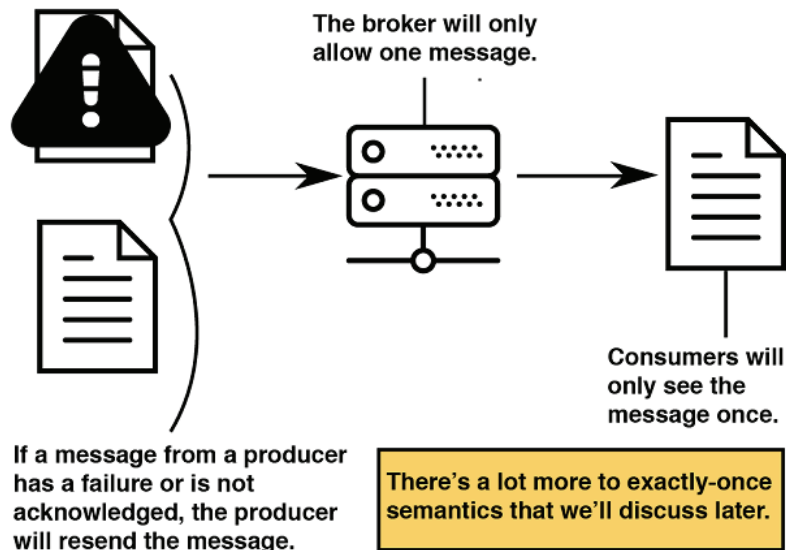 The broker will only
allow one message.
Consumers will
only see the
message once.
If a message from a producer
has a failure or is not
acknowledged, the producer
will resend the message.
There's a lot more to exactly-once
semantics that we'll discuss later.